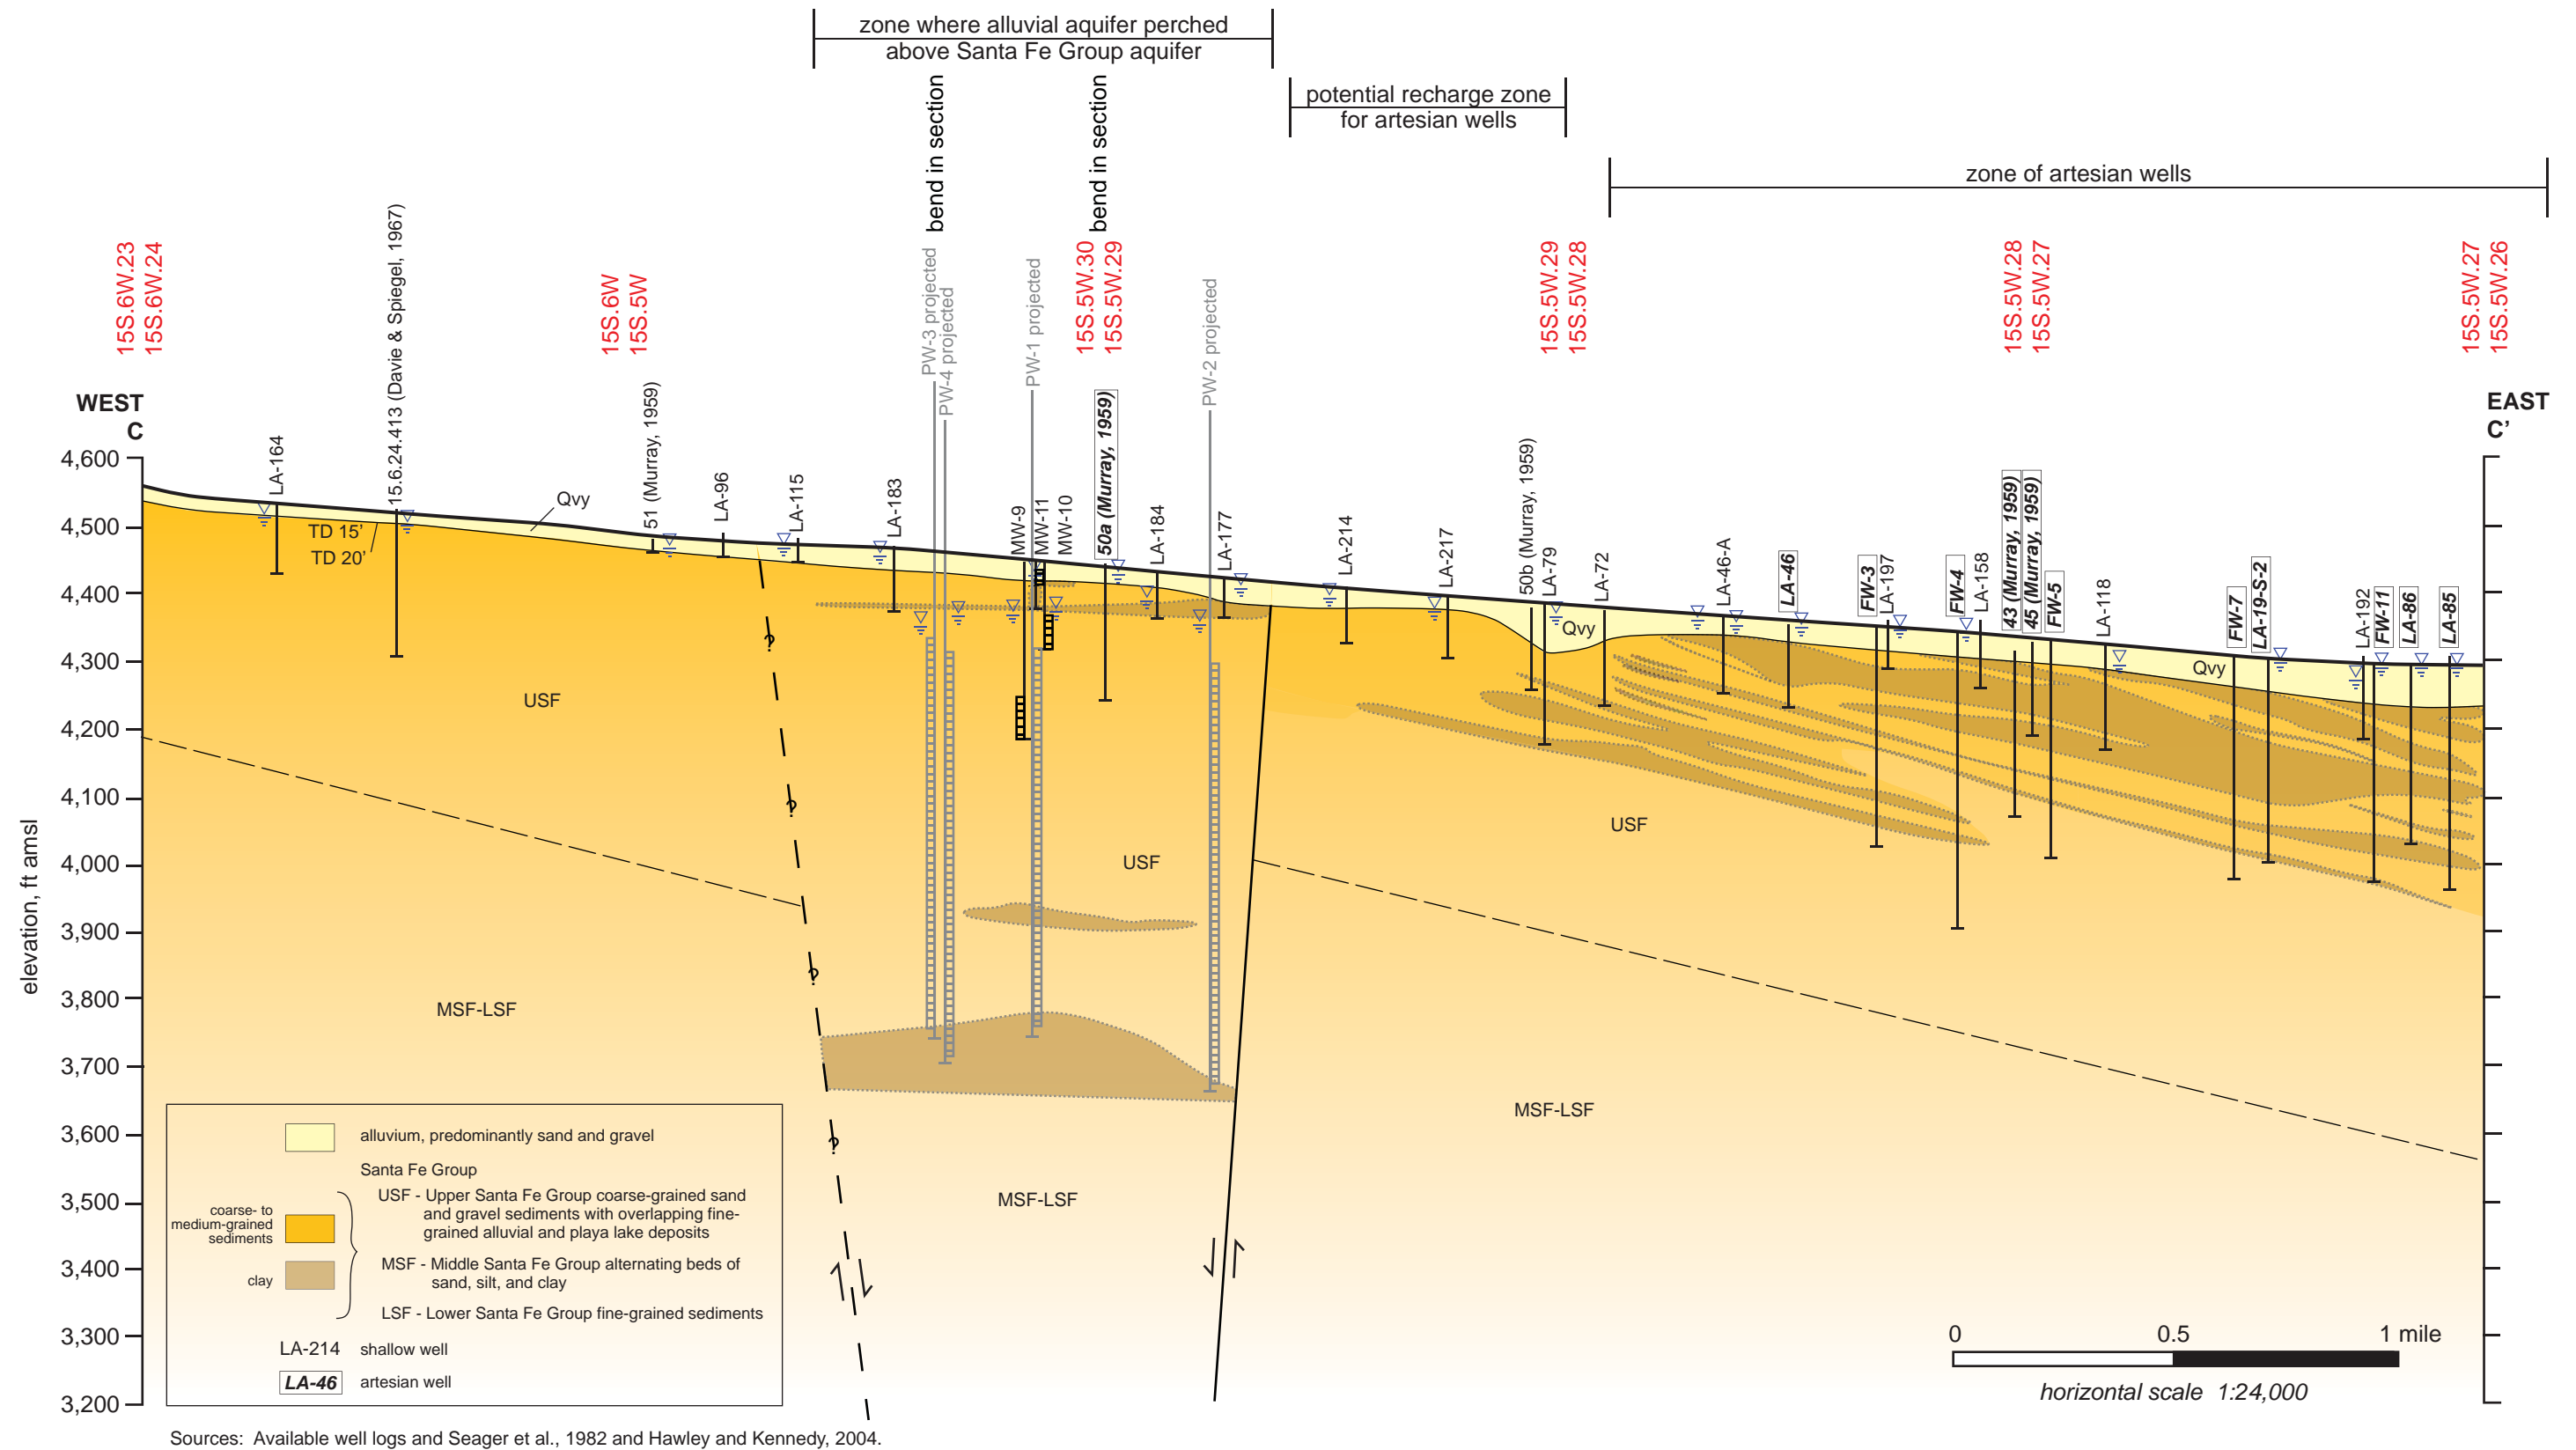 zone where alluvial aquifer perched
above Santa Fe Group aquifer
potential recharge zone
for artesian wells
zone of artesian wells
bend in section
bend in section
15S.6W.23
15S.6W.24
15S.6W
15S.5W
15S.5W.30
15S.5W.29
15S.5W.29
15S.5W.28
15S.5W.28
15S.5W.27
15S.5W.27
15S.5W.26
WEST
C
EAST
C’
LA-164
15.6.24.413 (Davie & Spiegel, 1967)
51 (Murray, 1959)
LA-96
LA-115
LA-183
PW-3 projected
PW-4 projected
MW-9
PW-1 projected
MW-11
MW-10
50a (Murray, 1959)
LA-184
PW-2 projected
LA-177
LA-214
LA-217
50b (Murray, 1959)
LA-79
LA-72
LA-46-A
LA-46
FW-3
LA-197
FW-4
LA-158
43 (Murray, 1959)
45 (Murray, 1959)
FW-5
LA-118
FW-7
LA-19-S-2
LA-192
FW-11
LA-86
LA-85
elevation, ft amsl
4,600
4,500
4,400
4,300
4,200
4,100
4,000
3,900
3,800
3,700
3,600
3,500
3,400
3,300
3,200
TD 15’
TD 20’
Qvy
Qvy
Qvy
USF
USF
USF
MSF-LSF
MSF-LSF
MSF-LSF
?
?
?
?
alluvium, predominantly sand and gravel
Santa Fe Group
coarse- to
medium-grained
sediments
USF - Upper Santa Fe Group coarse-grained sand
and gravel sediments with overlapping fine-
grained alluvial and playa lake deposits
clay
MSF - Middle Santa Fe Group alternating beds of
sand, silt, and clay
LSF - Lower Santa Fe Group fine-grained sediments
LA-214 shallow well
LA-46 artesian well
0 0.5 1 mile
horizontal scale 1:24,000
Sources: Available well logs and Seager et al., 1982 and Hawley and Kennedy, 2004.